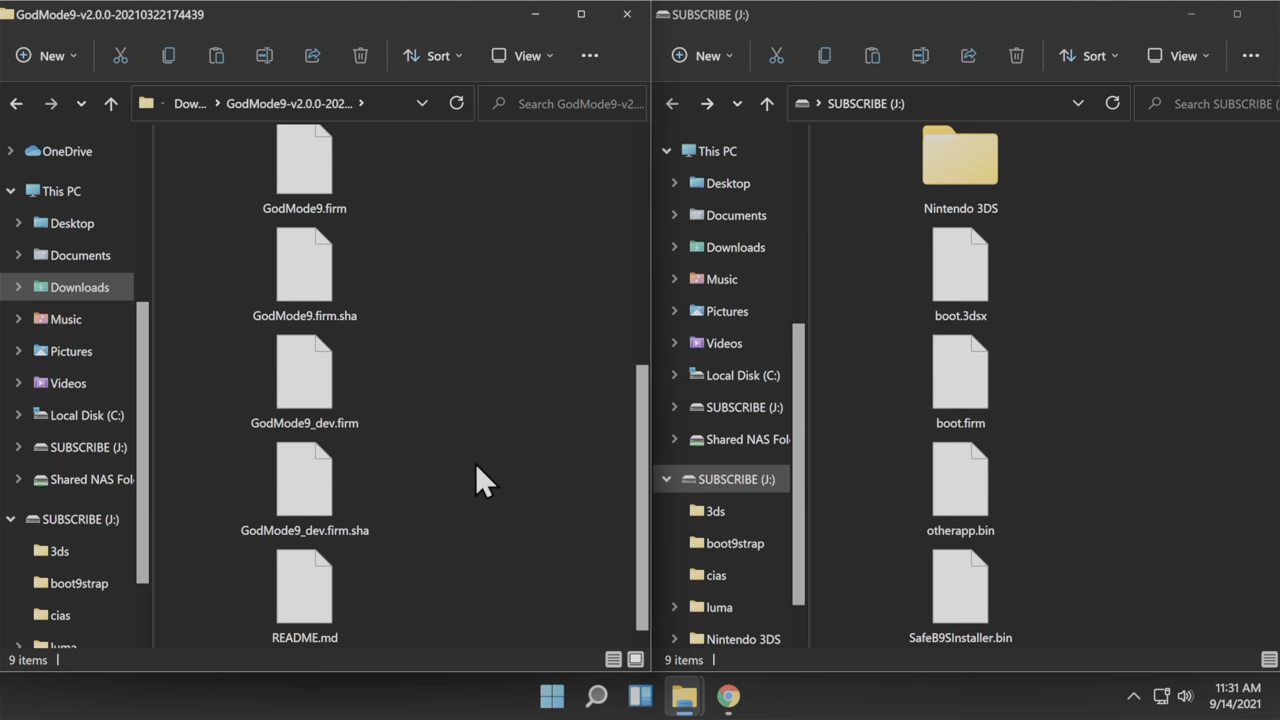 GodMode9-v2.0.0-20210322174439
New
Sort
View
Dow...
GodMode9-v2.0.0-202...
Search GodMode9-v2....
OneDrive
This PC
Desktop
Documents
Downloads
Music
Pictures
Videos
Local Disk (C:)
SUBSCRIBE (J:)
Shared NAS Fol
SUBSCRIBE (J:)
3ds
boot9strap
cias
luma
GodMode9.firm
GodMode9.firm.sha
GodMode9_dev.firm
GodMode9_dev.firm.sha
README.md
9 items
SUBSCRIBE (J:)
New
Sort
View
SUBSCRIBE (J:)
Search SUBSCRIBE (
This PC
Desktop
Documents
Downloads
Music
Pictures
Videos
Local Disk (C:)
SUBSCRIBE (J:)
Shared NAS Fol
SUBSCRIBE (J:)
3ds
boot9strap
cias
luma
Nintendo 3DS
Nintendo 3DS
boot.3dsx
boot.firm
otherapp.bin
SafeB9SInstaller.bin
9 items
11:31 AM
9/14/2021